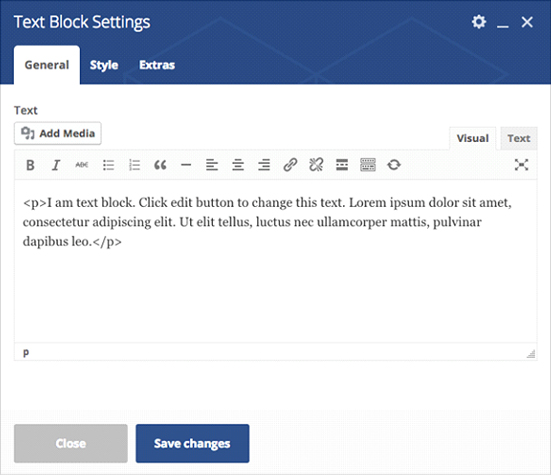 Text Block Settings
General Style Extras
Text
Add Media
Visual Text
B I ABC
<p>I am text block. Click edit button to change this text. Lorem ipsum dolor sit amet,
consectetur adipiscing elit. Ut elit tellus, luctus nec ullamcorper mattis, pulvinar
dapibus leo.</p>
p
Close Save changes